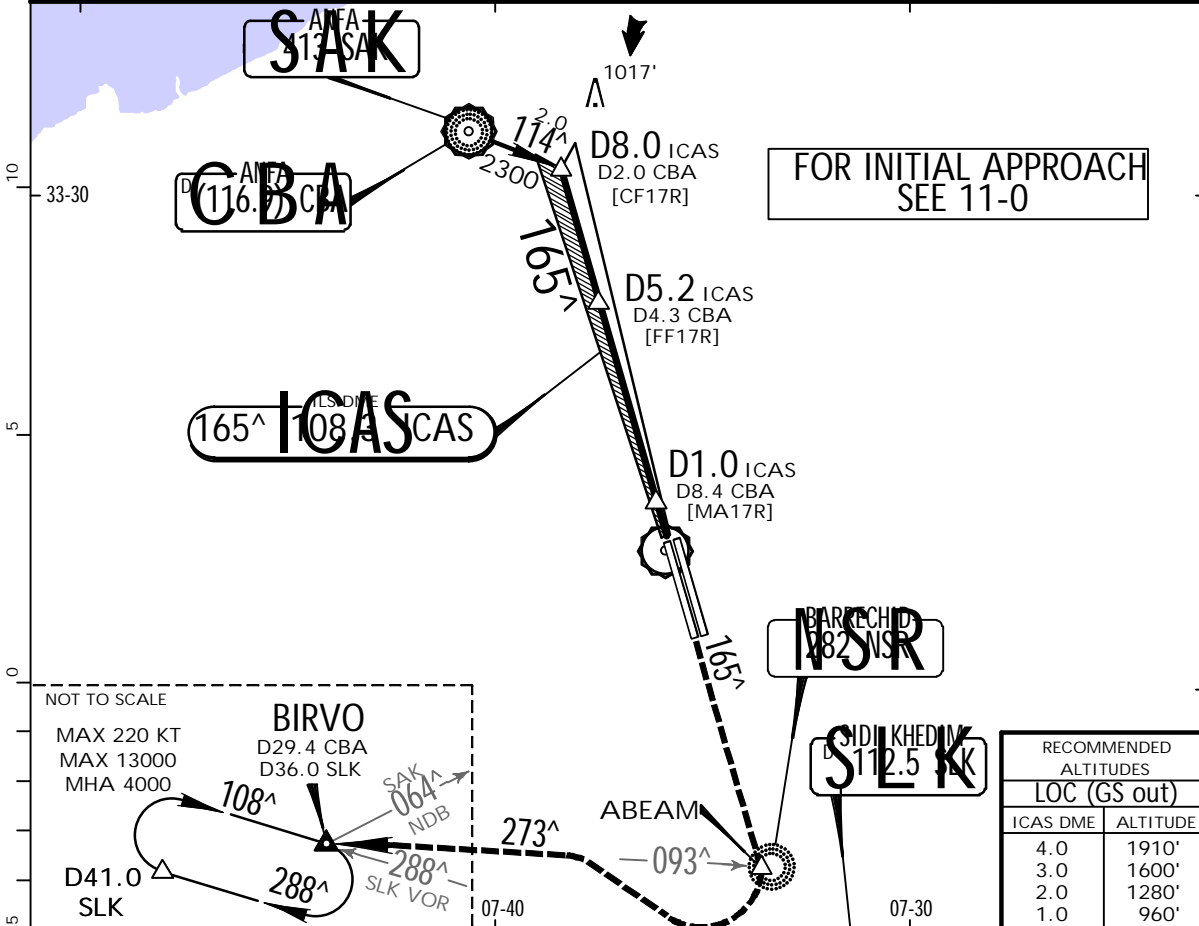 ANFA
413 SAK
SAK
1017'
2.0
114^
2300
D8.0 ICAS
D2.0 CBA
[CF17R]
FOR INITIAL APPROACH
SEE 11-0
10
33-30
ANFA
D (116.9) CBA
CBA
165^
D5.2 ICAS
D4.3 CBA
[FF17R]
ILS DME
165^ 108.3 ICAS
ICAS
5
D1.0 ICAS
D8.4 CBA
[MA17R]
BARRECHID
282 NSR
NSR
165^
0
NOT TO SCALE
MAX 220 KT
MAX 13000
MHA 4000
BIRVO
D29.4 CBA
D36.0 SLK
SAK
064^
NDB
108^
288^
SLK VOR
D41.0
SLK
288^
273^
ABEAM
093^
SIDI KHEDIM
D 112.5 SLK
SLK
RECOMMENDED
ALTITUDES
LOC (GS out)
ICAS DME ALTITUDE
4.0 1910'
3.0 1600'
2.0 1280'
1.0 960'
5
07-40
07-30